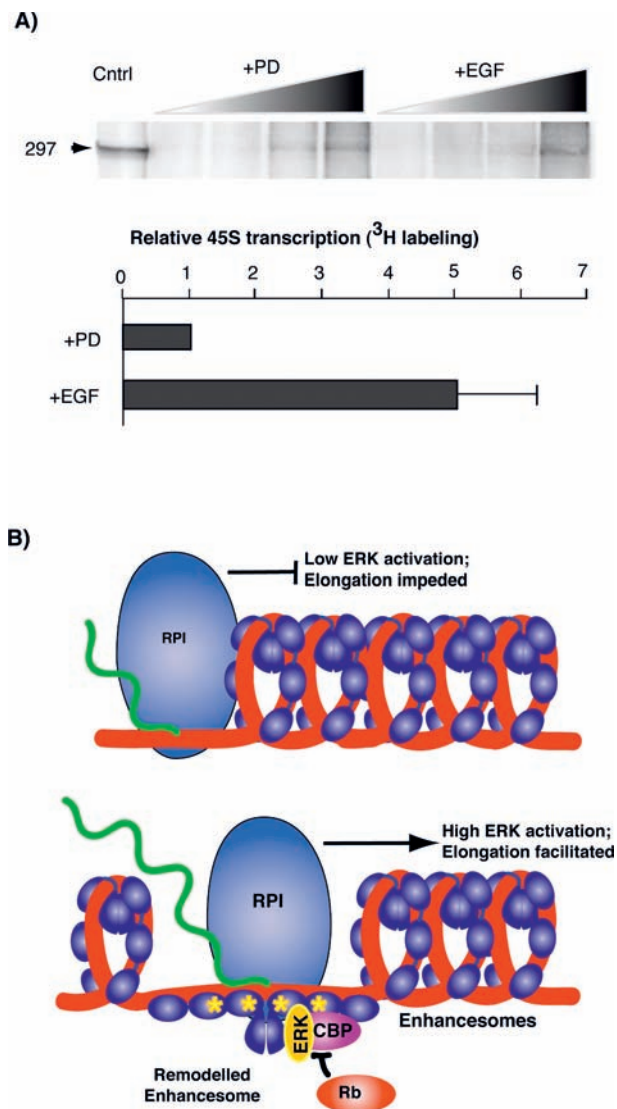 A)
Cntrl
+PD
+EGF
297
Relative 45S transcription (³H labeling)
0 1 2 3 4 5 6 7
+PD
+EGF
B)
Low ERK activation;
Elongation impeded
RPI
High ERK activation;
Elongation facilitated
RPI
* * * *
Enhancesomes
ERK
CBP
Remodelled
Enhancesome
Rb